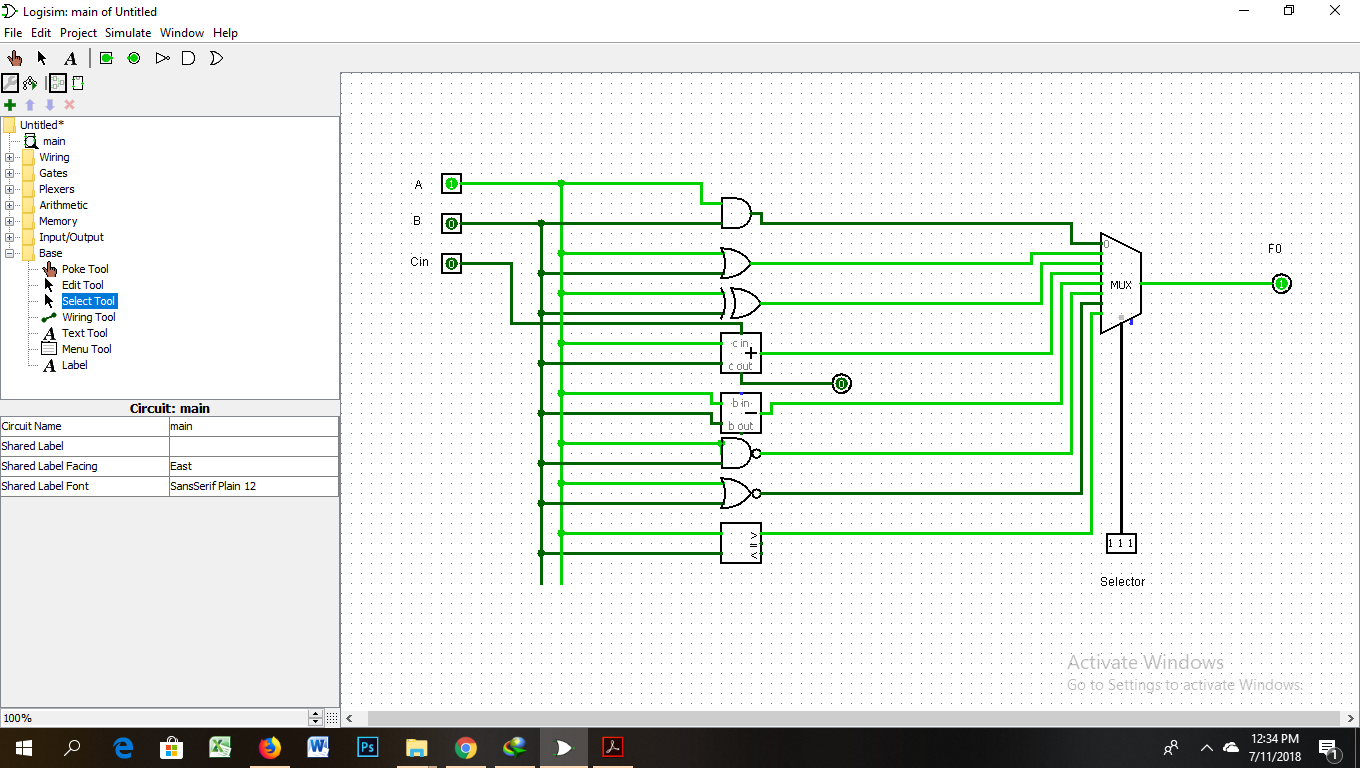 Logisim: main of Untitled
File Edit Project Simulate Window Help
A
Untitled*
main
Wiring
Gates
Plexers
Arithmetic
Memory
Input/Output
Base
Poke Tool
Edit Tool
Select Tool
Wiring Tool
A Text Tool
Menu Tool
A Label
Circuit: main
Circuit Name main
Shared Label
Shared Label Facing East
Shared Label Font SansSerif Plain 12
100%
A 1
B 0
Cin 0
c in
+
c out
0
b in
−
b out
>
=
<
0
MUX
F0
1
1 1 1
Selector
Activate Windows
Go to Settings to activate Windows.
12:34 PM
7/11/2018
1